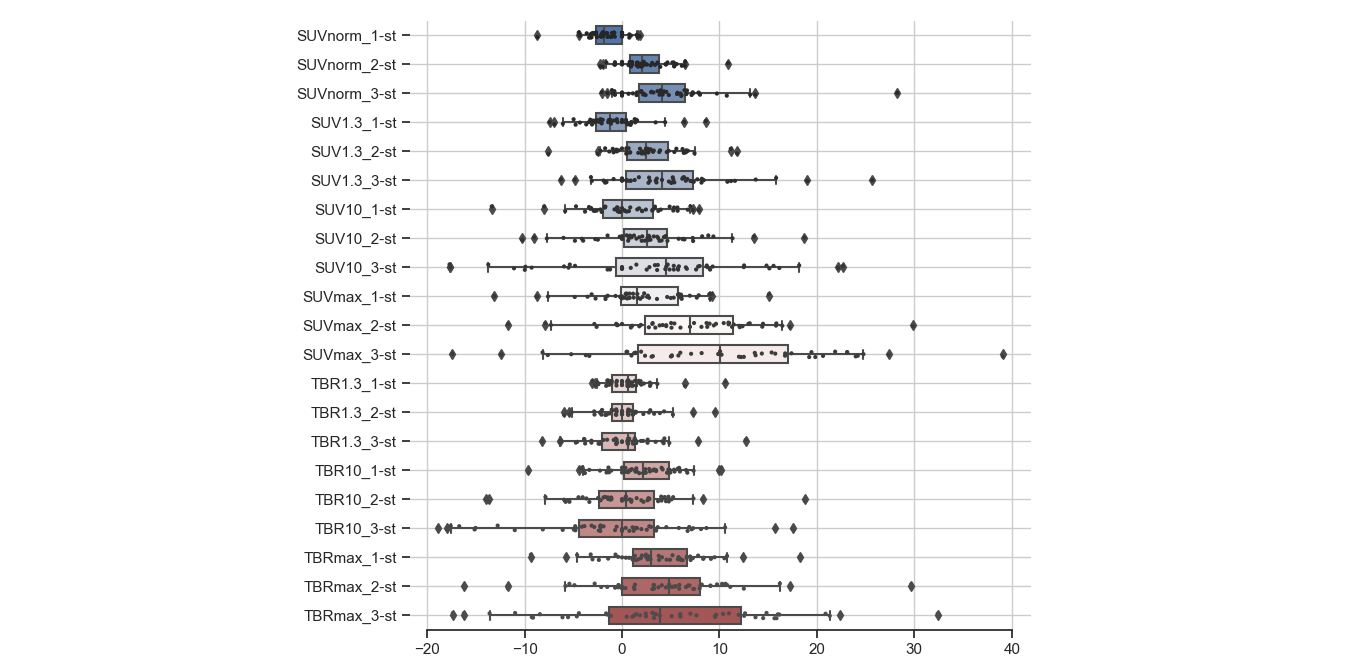 SUVnorm_1-st
SUVnorm_2-st
SUVnorm_3-st
SUV1.3_1-st
SUV1.3_2-st
SUV1.3_3-st
SUV10_1-st
SUV10_2-st
SUV10_3-st
SUVmax_1-st
SUVmax_2-st
SUVmax_3-st
TBR1.3_1-st
TBR1.3_2-st
TBR1.3_3-st
TBR10_1-st
TBR10_2-st
TBR10_3-st
TBRmax_1-st
TBRmax_2-st
TBRmax_3-st
−20 −10 0 10 20 30 40